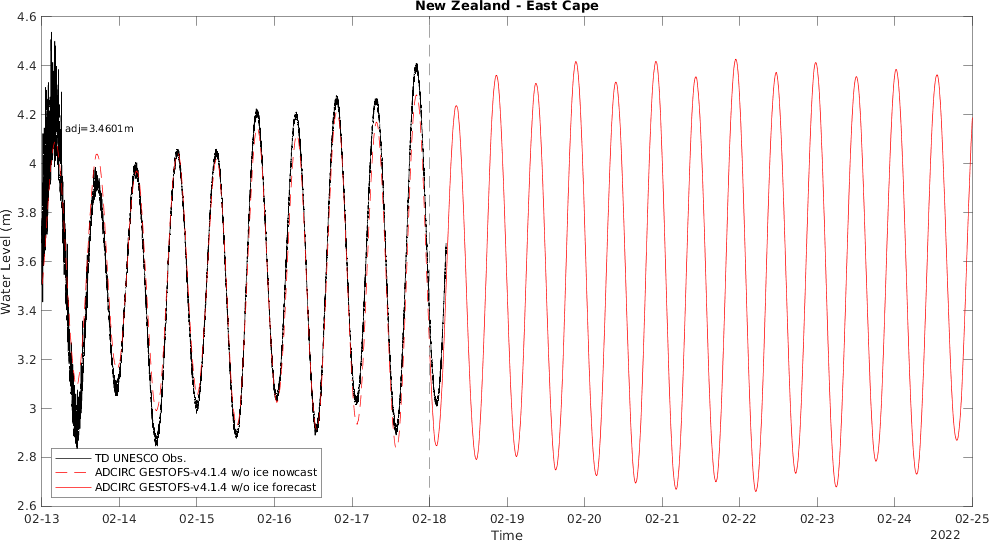 New Zealand - East Cape
4.6
4.4
4.2
4
3.8
3.6
3.4
3.2
3
2.8
2.6
Water Level (m)
adj=3.4601m
TD UNESCO Obs.
ADCIRC GESTOFS-v4.1.4 w/o ice nowcast
ADCIRC GESTOFS-v4.1.4 w/o ice forecast
02-13 02-14 02-15 02-16 02-17 02-18 02-19 02-20 02-21 02-22 02-23 02-24 02-25
Time
2022